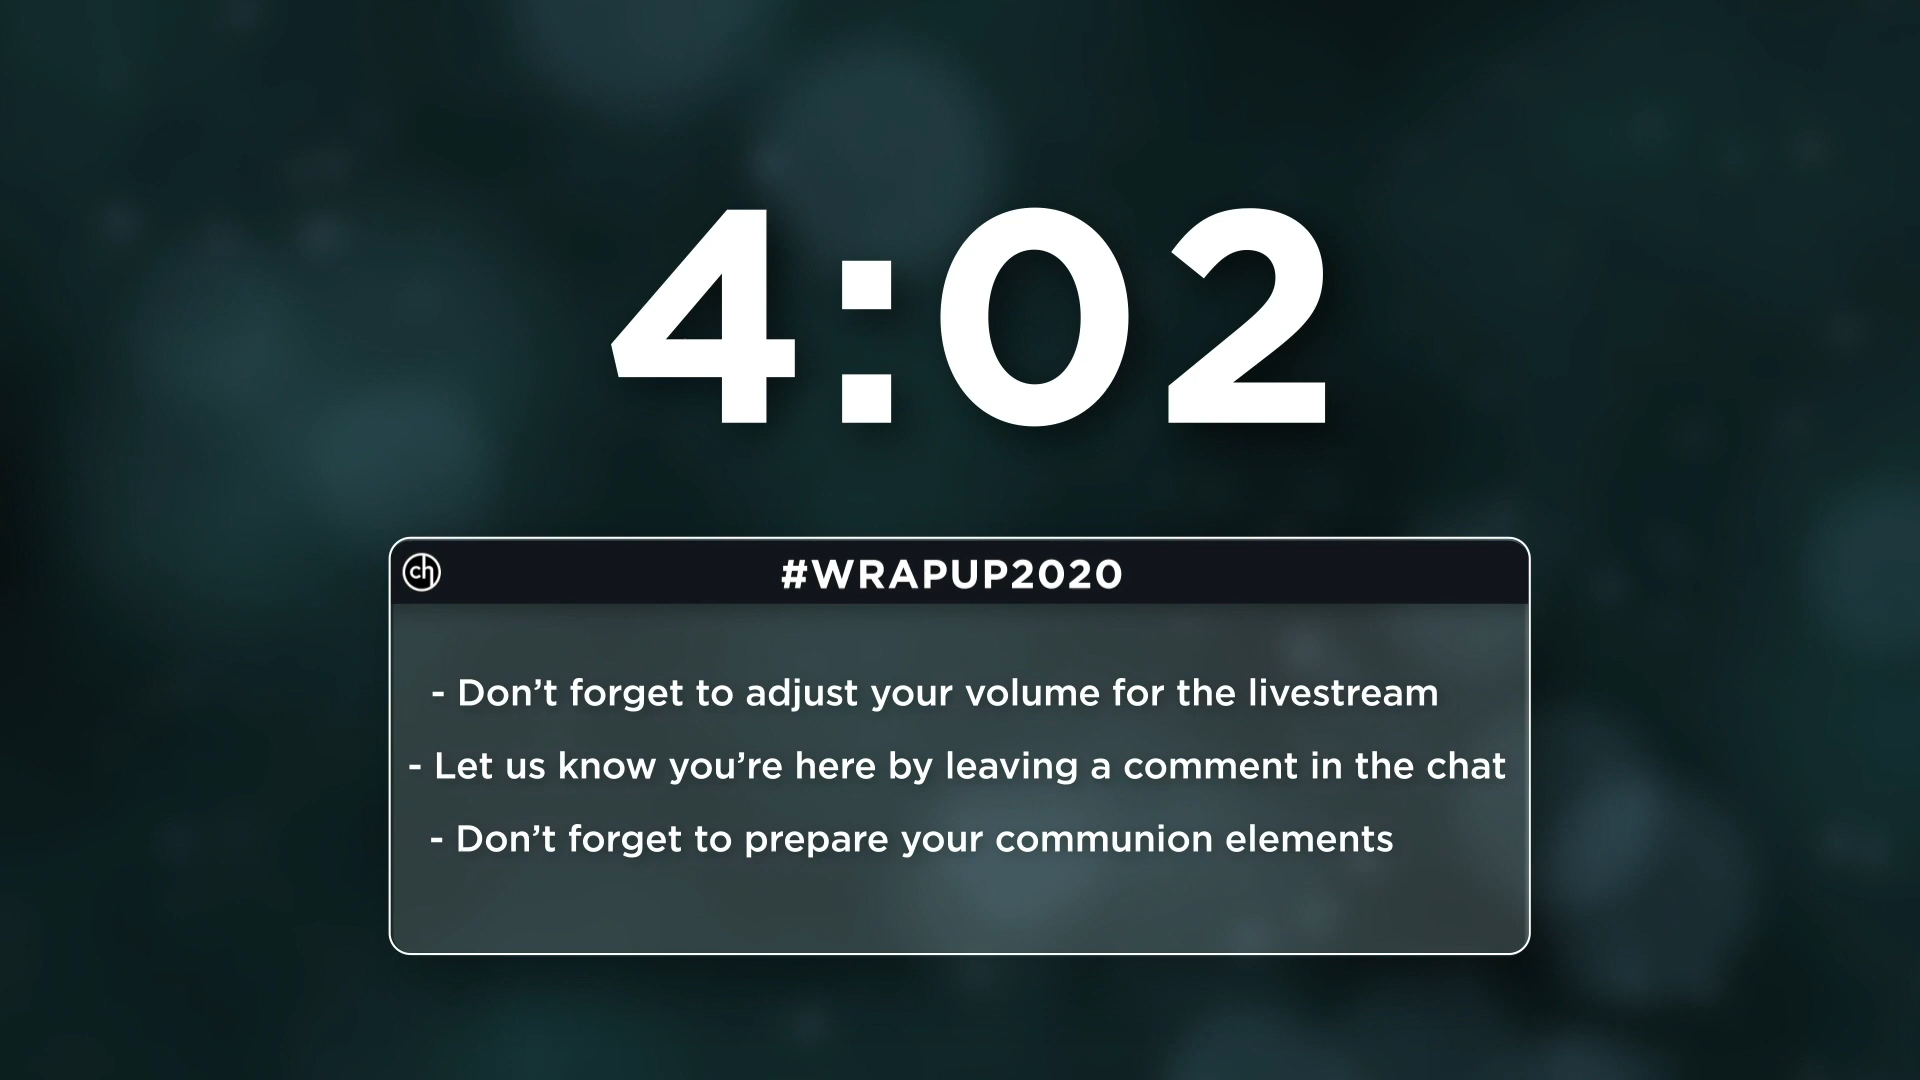 4:02
ch
#WRAPUP2020
- Don’t forget to adjust your volume for the livestream
- Let us know you’re here by leaving a comment in the chat
- Don’t forget to prepare your communion elements